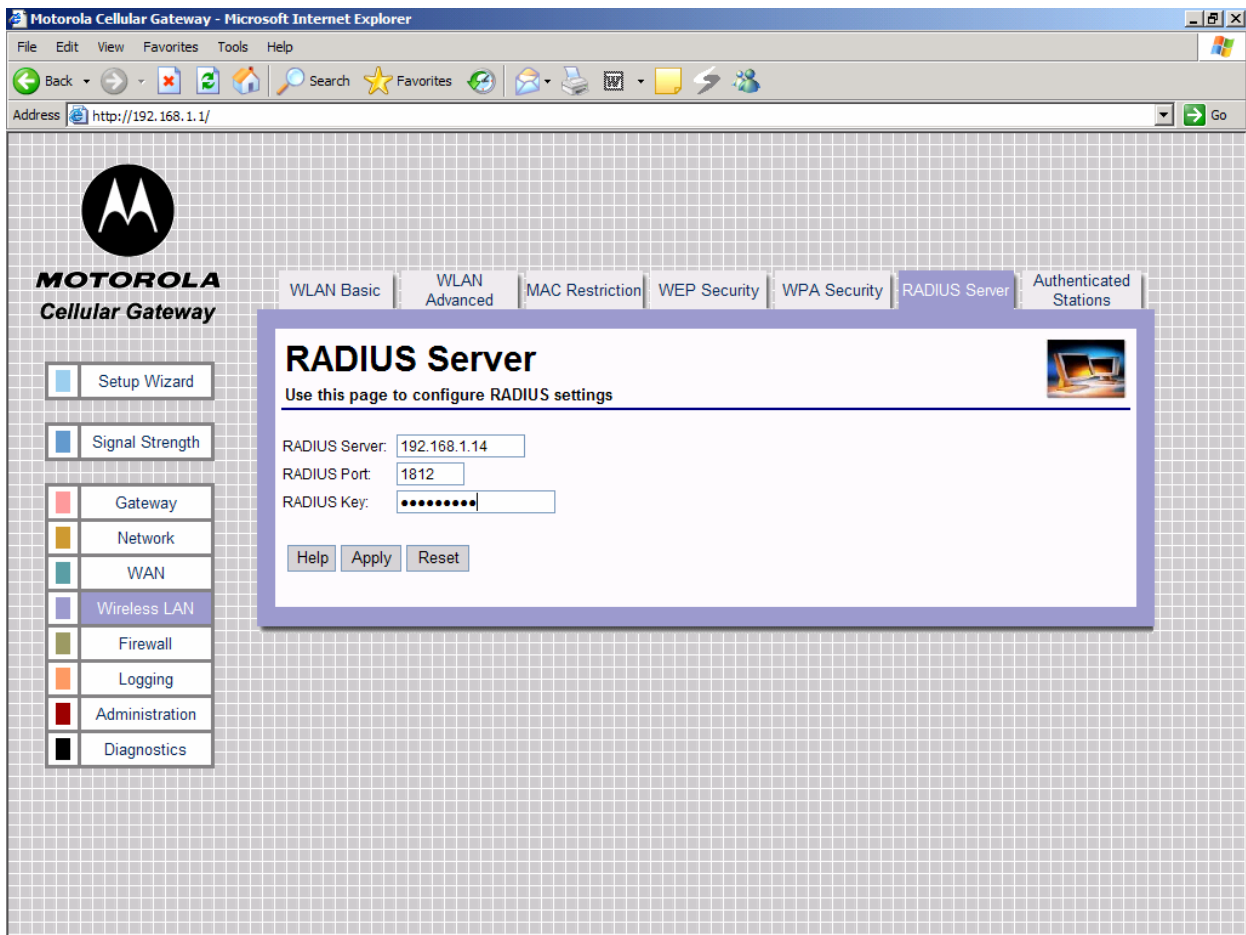 Motorola Cellular Gateway - Microsoft Internet Explorer
File Edit View Favorites Tools Help
Back Search Favorites
Address http://192.168.1.1/ Go
MOTOROLA
Cellular Gateway
WLAN Basic
WLAN
Advanced
MAC Restriction
WEP Security
WPA Security
RADIUS Server
Authenticated
Stations
Setup Wizard
Signal Strength
Gateway
Network
WAN
Wireless LAN
Firewall
Logging
Administration
Diagnostics
RADIUS Server
Use this page to configure RADIUS settings
RADIUS Server: 192.168.1.14
RADIUS Port: 1812
RADIUS Key: •••••••••
Help Apply Reset